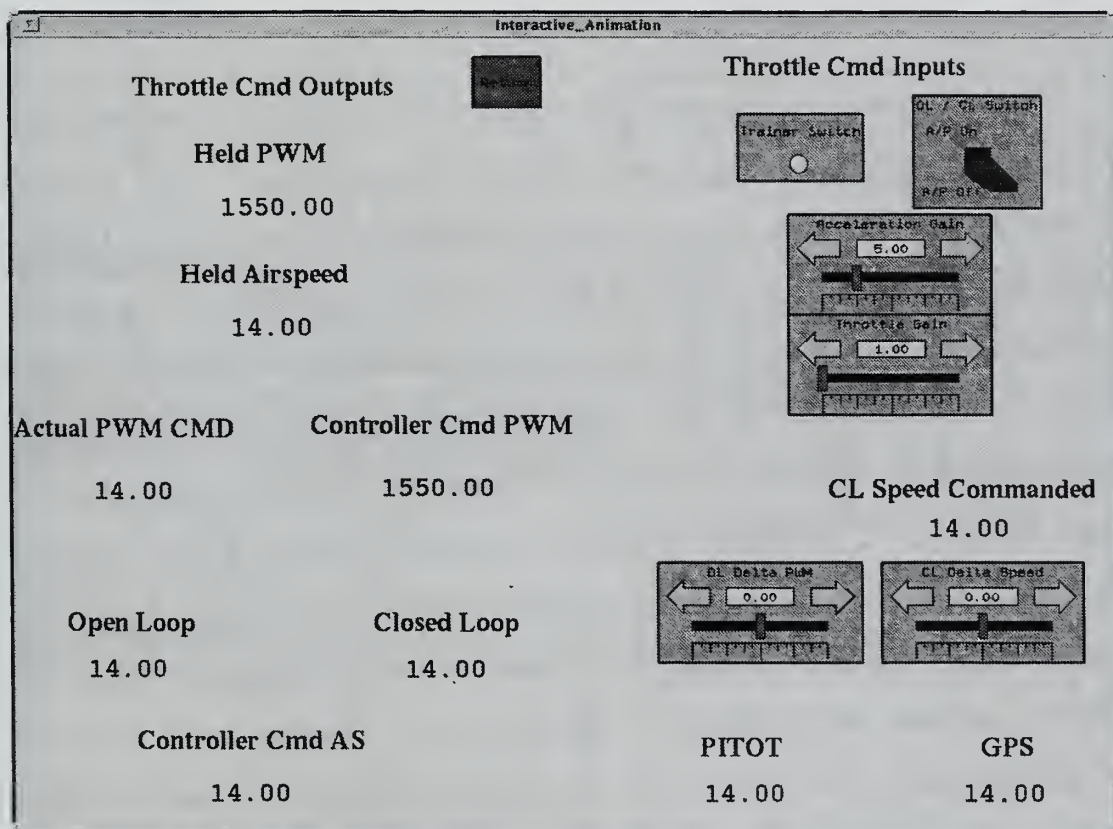 Interactive_Animation
Throttle Cmd Outputs
Throttle Cmd Inputs
Trainer Switch
OL / CL Switch
A/P On
A/P Off
Held PWM
1550.00
Held Airspeed
14.00
Acceleration Gain
5.00
Throttle Gain
1.00
Actual PWM CMD
14.00
Controller Cmd PWM
1550.00
CL Speed Commanded
14.00
OL Delta PWM
0.00
CL Delta Speed
0.00
Open Loop
14.00
Closed Loop
14.00
Controller Cmd AS
14.00
PITOT
14.00
GPS
14.00